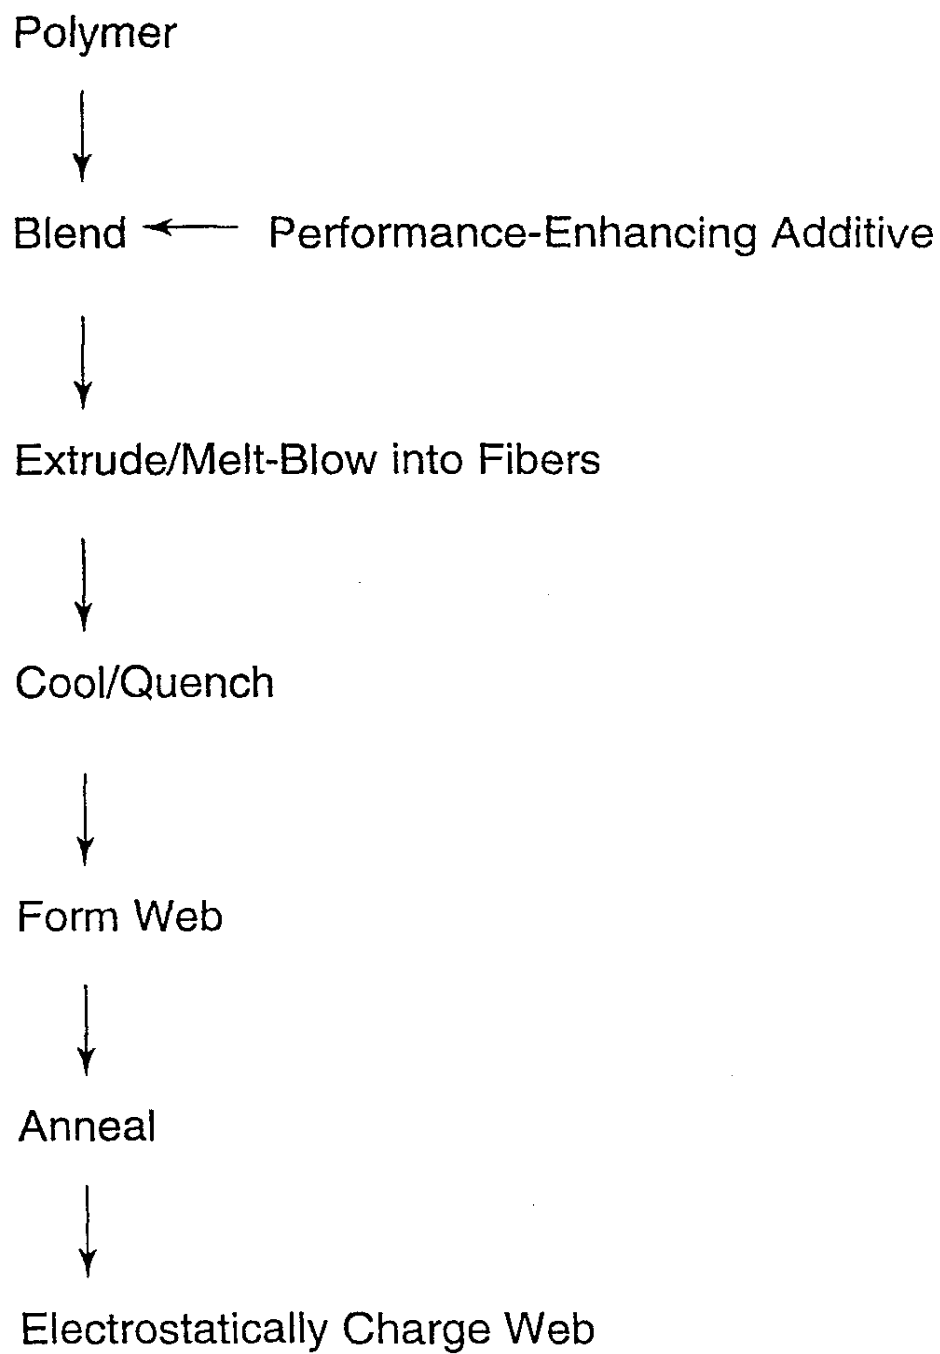 Polymer
Blend ← Performance-Enhancing Additive
Extrude/Melt-Blow into Fibers
Cool/Quench
Form Web
Anneal
Electrostatically Charge Web